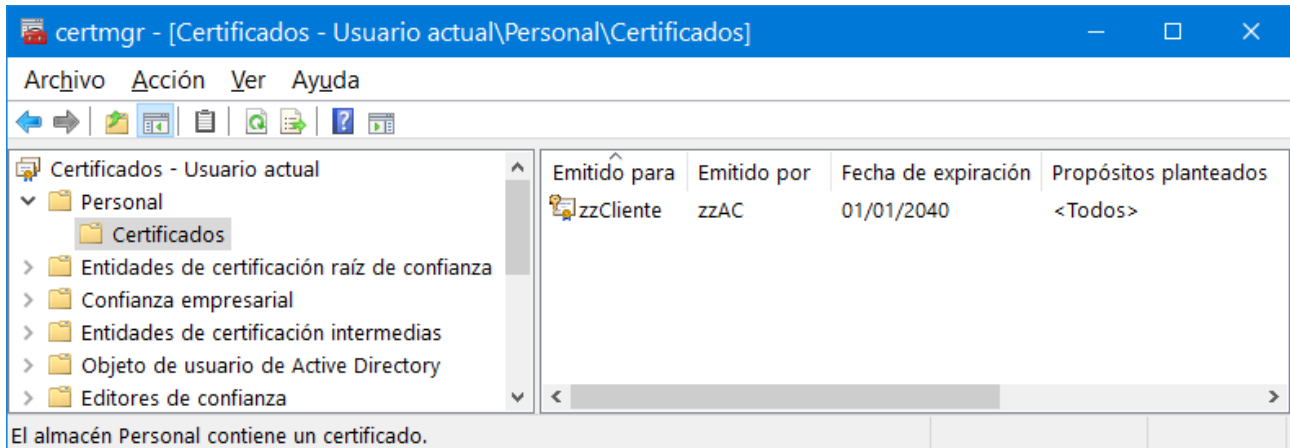 certmgr - [Certificados - Usuario actual\Personal\Certificados]
Archivo Acción Ver Ayuda
Certificados - Usuario actual
Personal
Certificados
Entidades de certificación raíz de confianza
Confianza empresarial
Entidades de certificación intermedias
Objeto de usuario de Active Directory
Editores de confianza
Emitido para Emitido por Fecha de expiración Propósitos planteados
zzCliente zzAC 01/01/2040 <Todos>
El almacén Personal contiene un certificado.